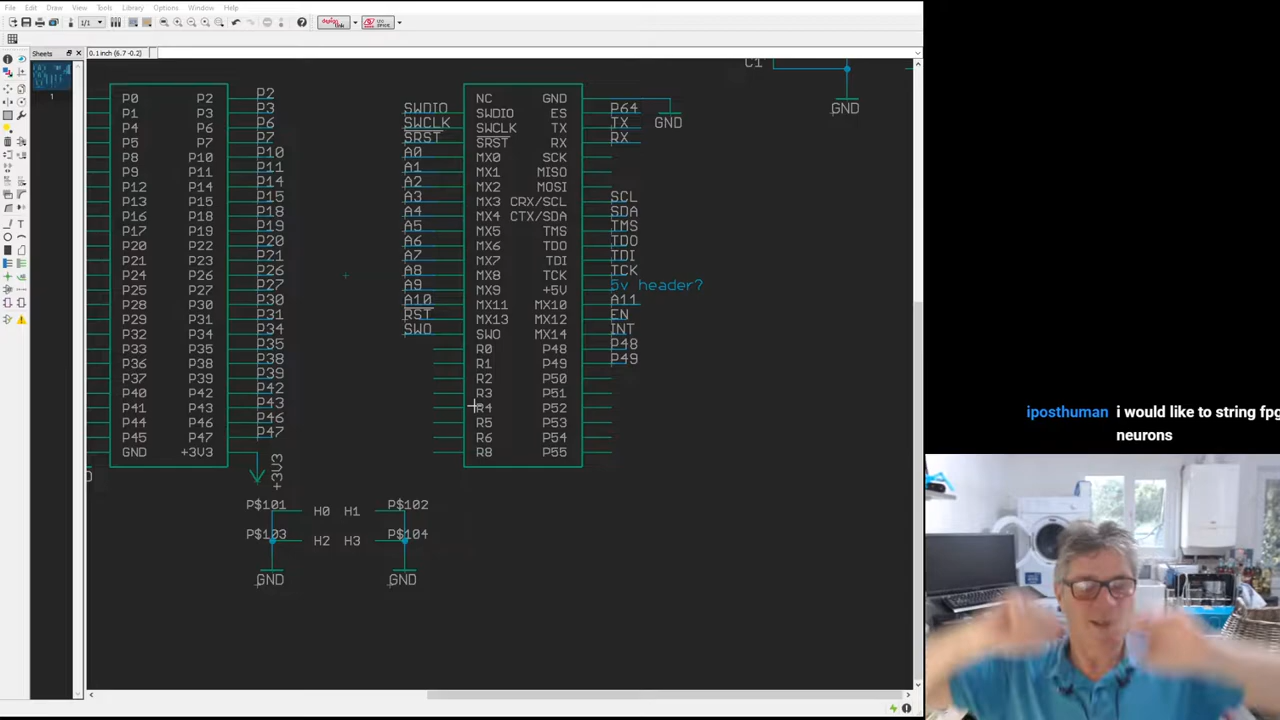 File Edit Draw View Tools Library Options Window Help
1/1
design link
Sheets
0.1 inch (6.7 -0.2)
1
P0 P2 P2
P1 P3 P3
P4 P6 P6
P5 P7 P7
P8 P10 P10
P9 P11 P11
P12 P14 P14
P13 P15 P15
P16 P18 P18
P17 P19 P19
P20 P22 P20
P21 P23 P21
P24 P26 P26
P25 P27 P27
P28 P30 P30
P29 P31 P31
P32 P34 P34
P33 P35 P35
P36 P38 P38
P37 P39 P39
P40 P42 P42
P41 P43 P43
P44 P46 P46
P45 P47 P47
GND +3V3
+3V3
P$101 H0 H1 P$102
P$103 H2 H3 P$104
GND GND
NC GND
SWDIO SWDIO ES P64
SWCLK SWCLK TX TX
SRST SRST RX RX
GND
A0 MX0 SCK
A1 MX1 MISO
A2 MX2 MOSI
A3 MX3 CRX/SCL SCL
A4 MX4 CTX/SDA SDA
A5 MX5 TMS TMS
A6 MX6 TDO TDO
A7 MX7 TDI TDI
A8 MX8 TCK TCK
A9 MX9 +5V 5v header?
A10 MX11 MX10 A11
RST MX13 MX12 EN
SWO SWO MX14 INT
R0 P48 P48
R1 P49 P49
R2 P50
R3 P51
R4 P52
R5 P53
R6 P54
R8 P55
C1
GND
iposthuman i would like to string fpg
neurons